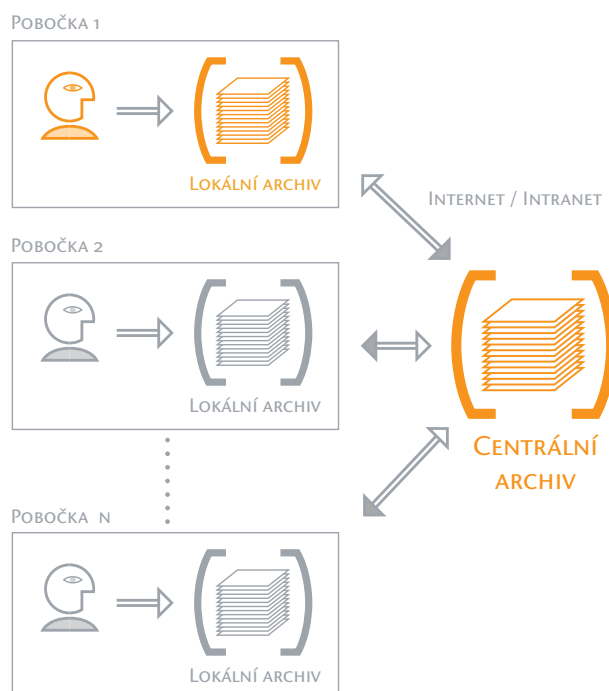 Pobočka 1
Lokální archiv
Internet / Intranet
Pobočka 2
Lokální archiv
Centrální
archiv
Pobočka n
Lokální archiv